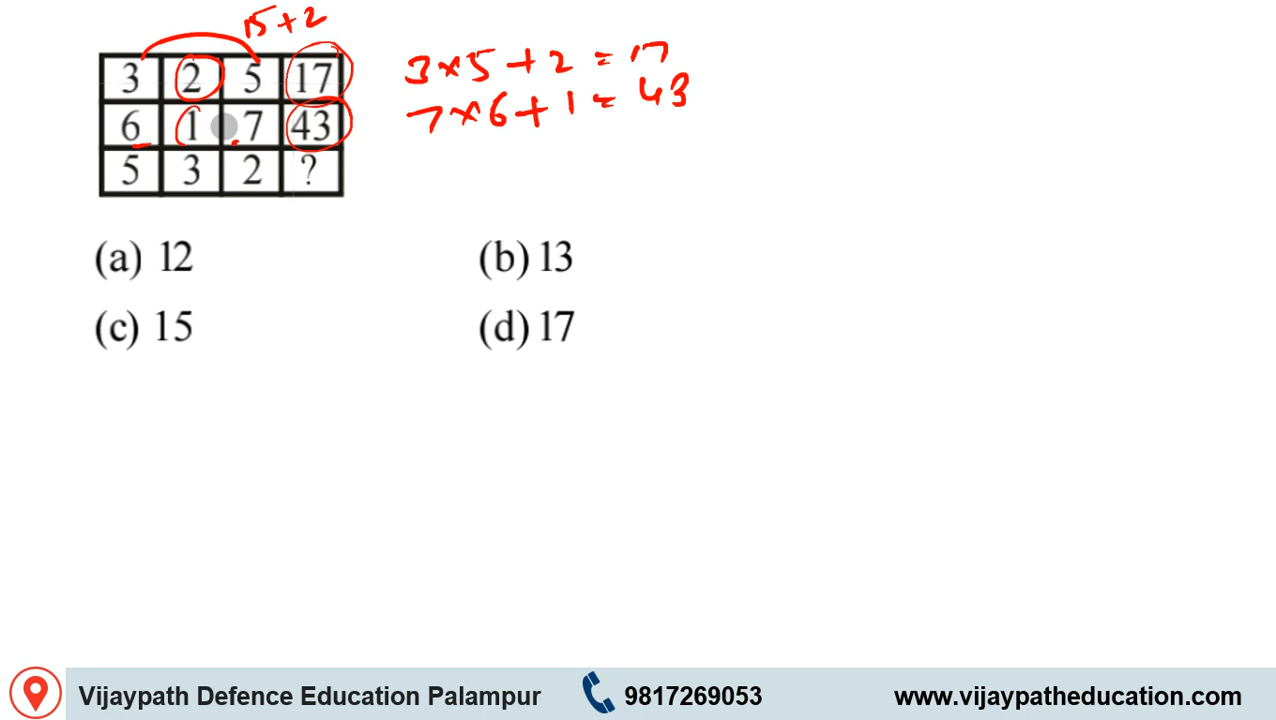 15+2
3 2 5 17
6 1 7 43
5 3 2 ?
3×5+2=17
7×6+1=43
(a) 12 (b) 13
(c) 15 (d) 17
Vijaypath Defence Education Palampur 9817269053 www.vijaypatheducation.com